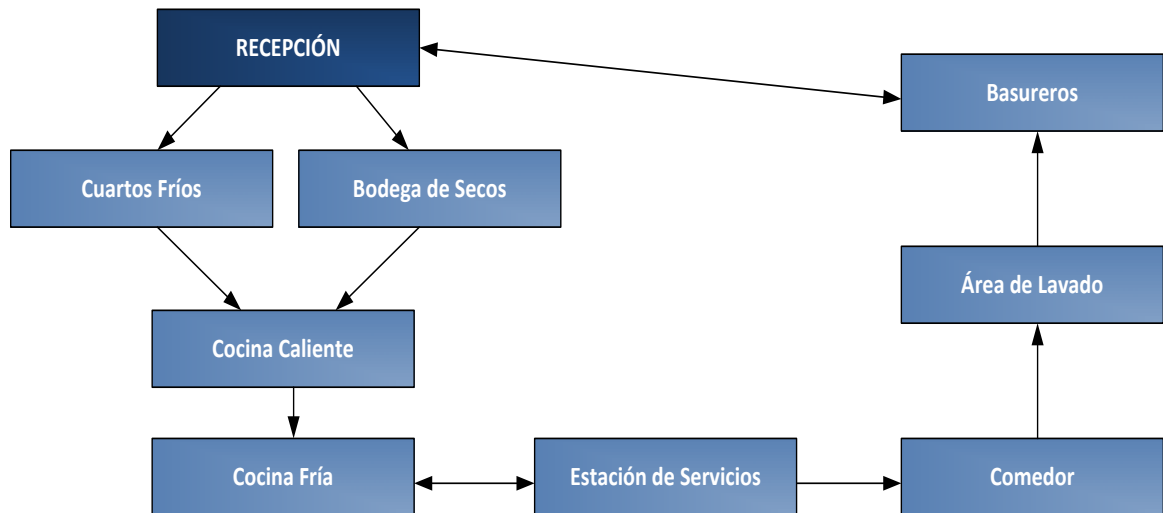 RECEPCIÓN
Basureros
Cuartos Fríos
Bodega de Secos
Área de Lavado
Cocina Caliente
Cocina Fría
Estación de Servicios
Comedor